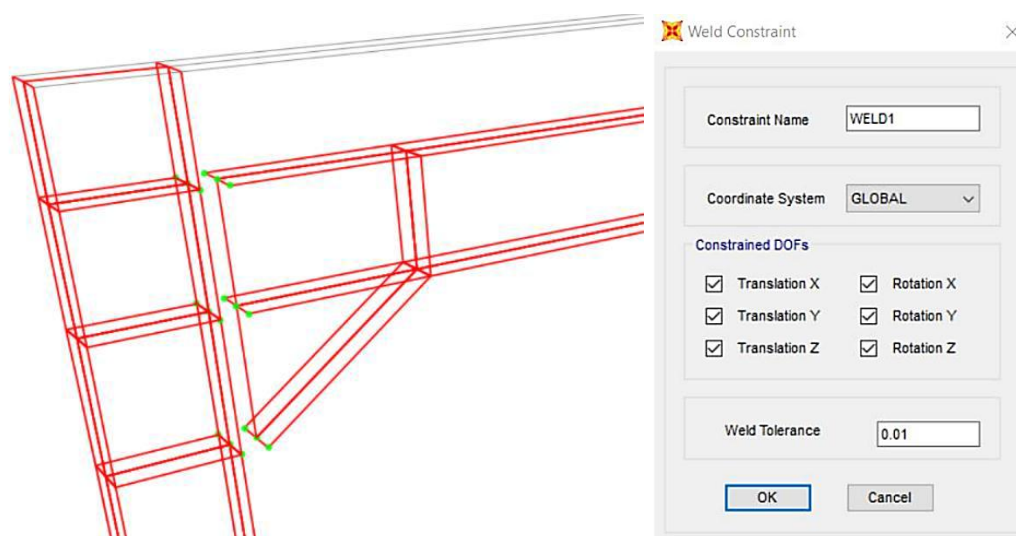 Weld Constraint
Constraint Name WELD1
Coordinate System GLOBAL
Constrained DOFs
Translation X Rotation X
Translation Y Rotation Y
Translation Z Rotation Z
Weld Tolerance 0.01
OK Cancel